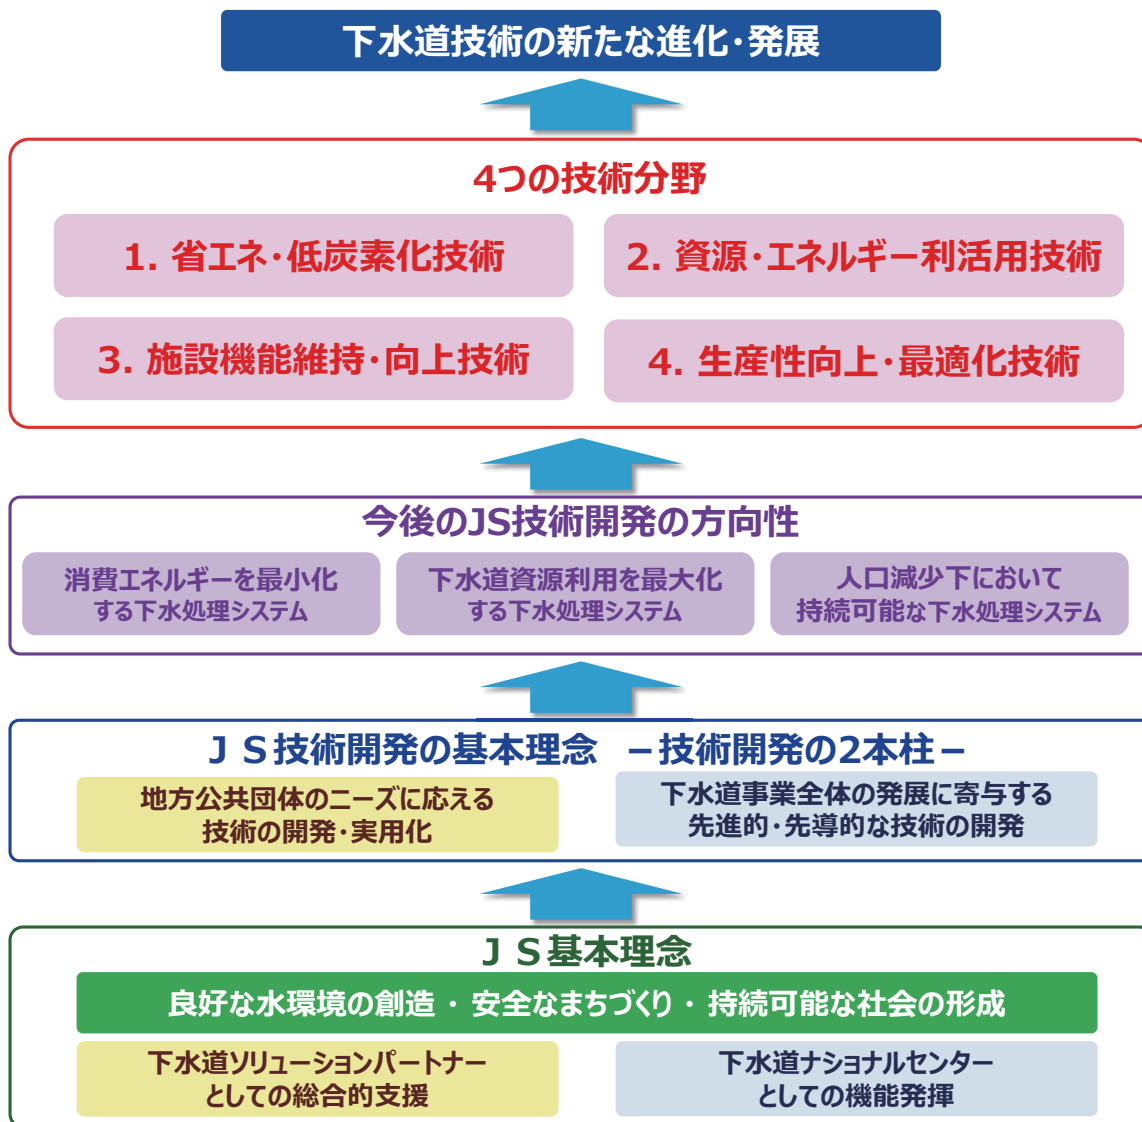 下水道技術の新たな進化・発展
4つの技術分野
1. 省エネ・低炭素化技術
2. 資源・エネルギー利活用技術
3. 施設機能維持・向上技術
4. 生産性向上・最適化技術
今後のJS技術開発の方向性
消費エネルギーを最小化
する下水処理システム
下水道資源利用を最大化
する下水処理システム
人口減少下において
持続可能な下水処理システム
ＪＳ技術開発の基本理念　－技術開発の2本柱－
地方公共団体のニーズに応える
技術の開発・実用化
下水道事業全体の発展に寄与する
先進的・先導的な技術の開発
ＪＳ基本理念
良好な水環境の創造 ・ 安全なまちづくり ・ 持続可能な社会の形成
下水道ソリューションパートナー
としての総合的支援
下水道ナショナルセンター
としての機能発揮